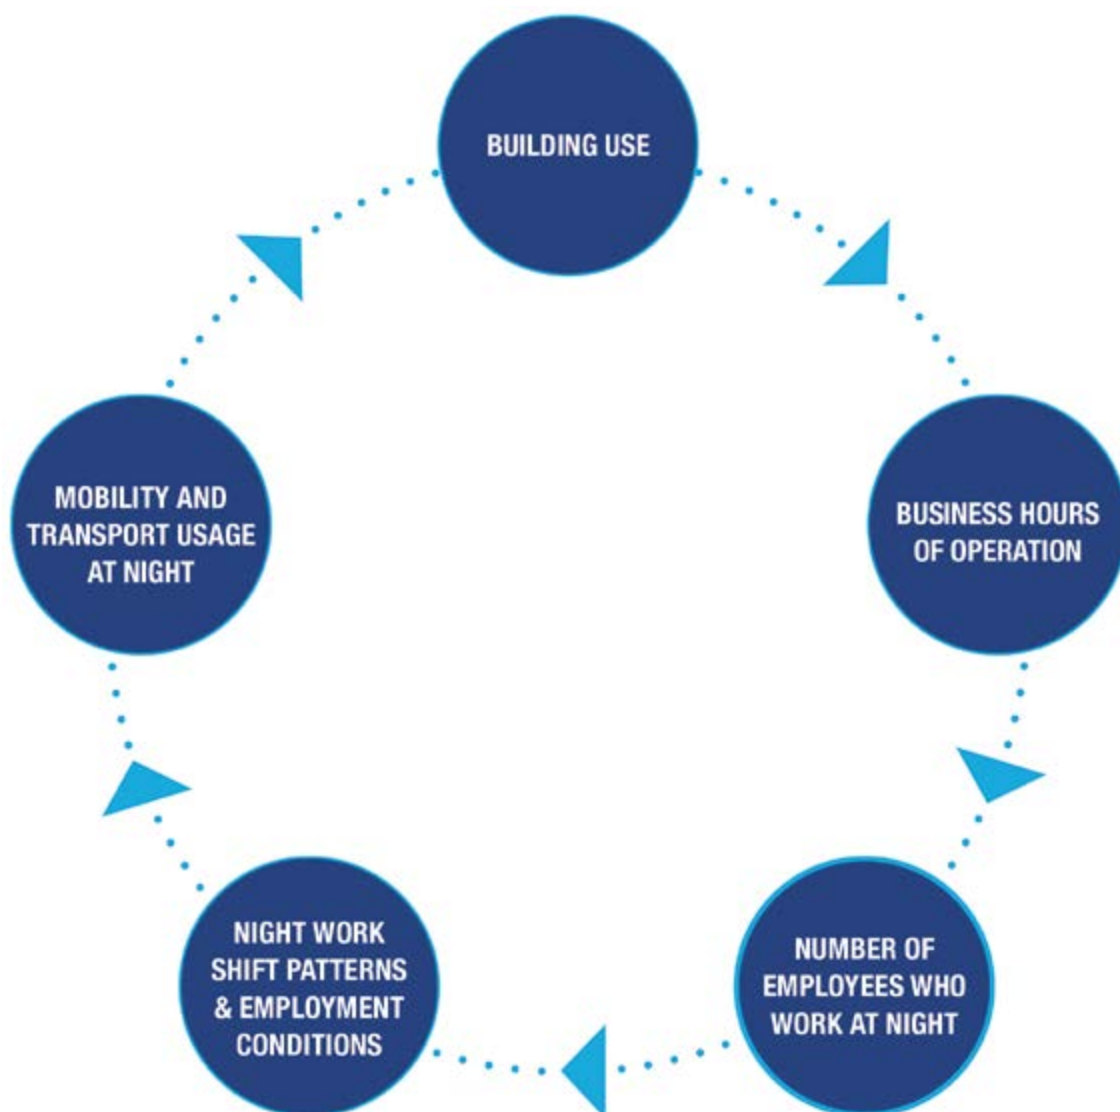 BUILDING USE
BUSINESS HOURS
OF OPERATION
NUMBER OF
EMPLOYEES WHO
WORK AT NIGHT
NIGHT WORK
SHIFT PATTERNS
& EMPLOYMENT
CONDITIONS
MOBILITY AND
TRANSPORT USAGE
AT NIGHT